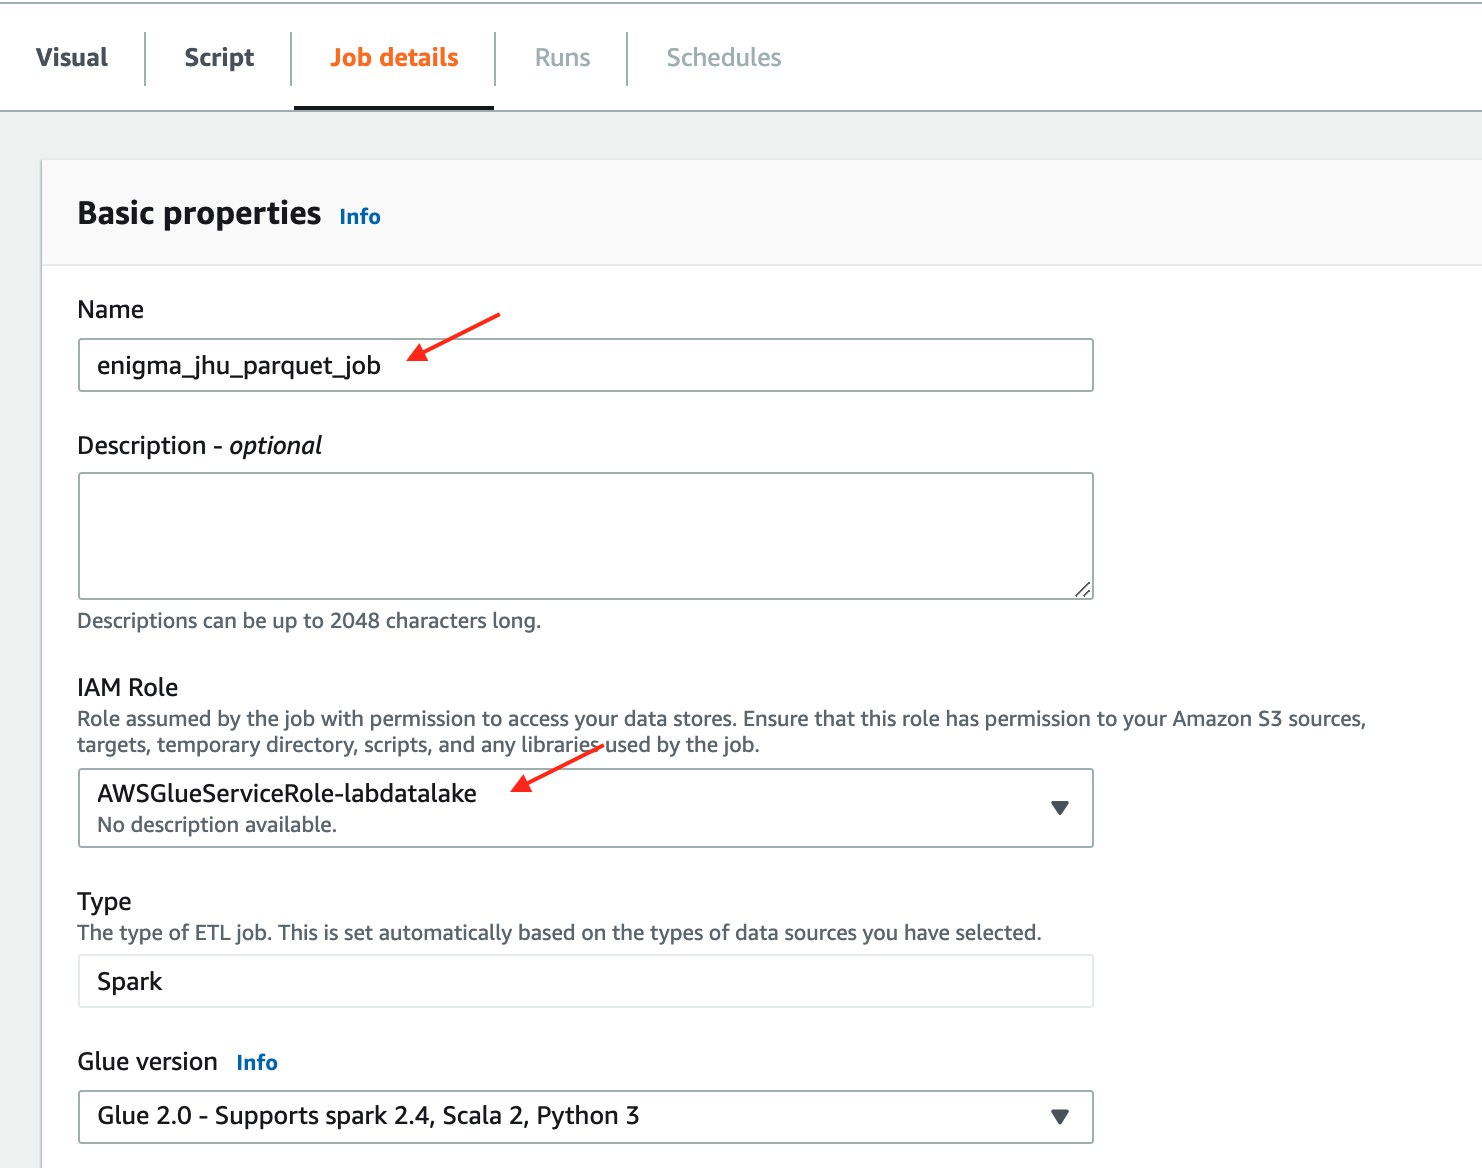 Visual
Script
Job details
Runs
Schedules
Basic properties Info
Name
enigma_jhu_parquet_job
Description - optional
Descriptions can be up to 2048 characters long.
IAM Role
Role assumed by the job with permission to access your data stores. Ensure that this role has permission to your Amazon S3 sources,
targets, temporary directory, scripts, and any libraries used by the job.
AWSGlueServiceRole-labdatalake
No description available.
Type
The type of ETL job. This is set automatically based on the types of data sources you have selected.
Spark
Glue version Info
Glue 2.0 - Supports spark 2.4, Scala 2, Python 3